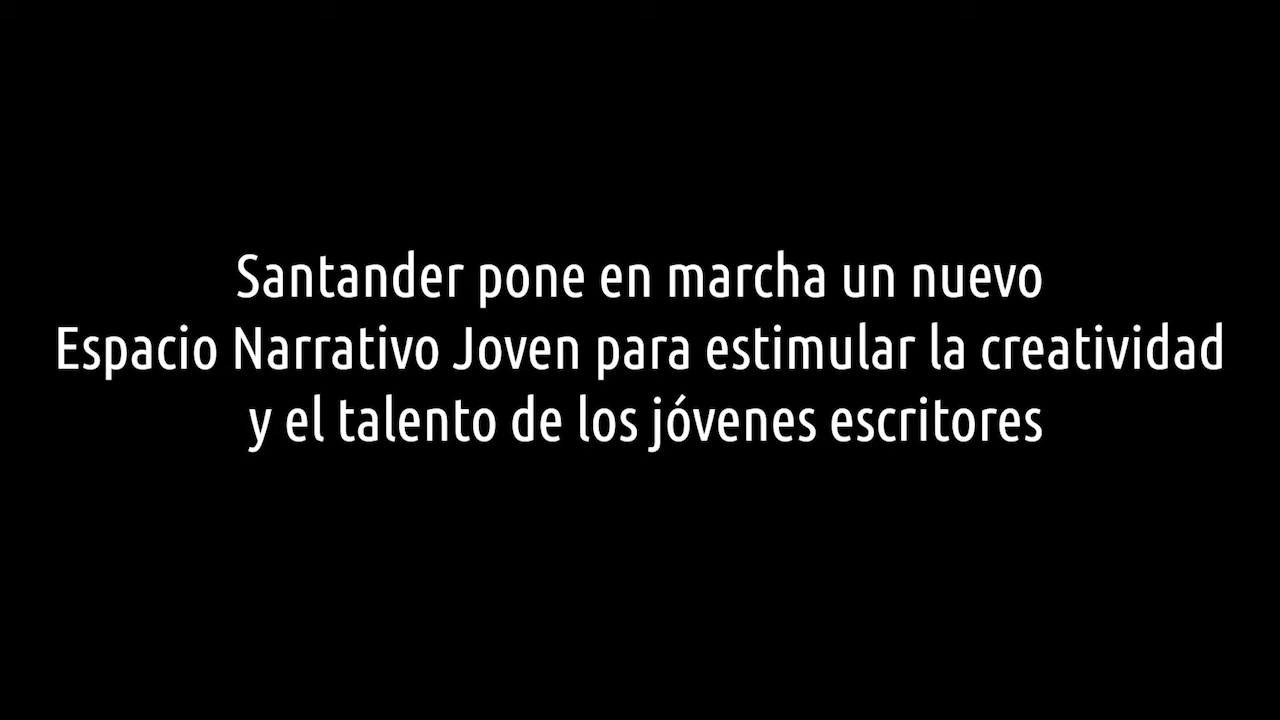 Santander pone en marcha un nuevo
Espacio Narrativo Joven para estimular la creatividad
y el talento de los jóvenes escritores